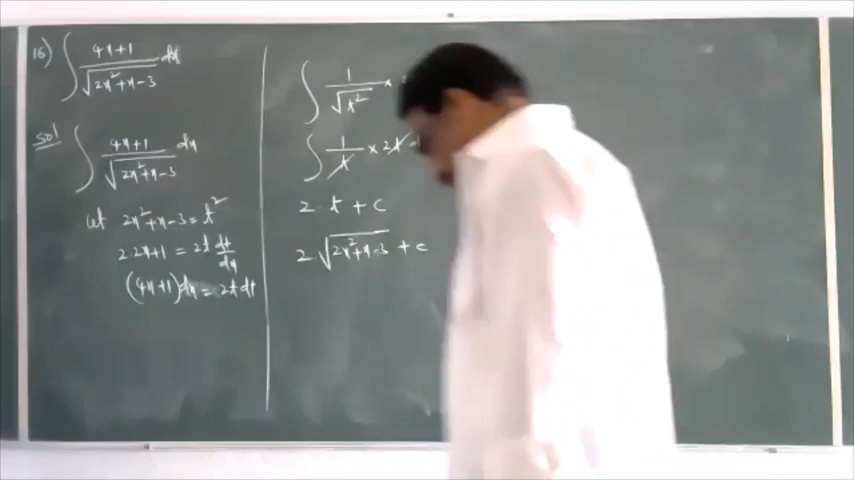 16) ∫ 4x+1 / √(2x²+x-3) dx
Sol ∫ 4x+1 / √(2x²+x-3) dx
let 2x²+x-3 = t²
2·2x+1 = 2t dt/dx
(4x+1)dx = 2t dt
∫ 1/√(t²) ×
∫ 1/t × 2t
2 · t + c
2 · √(2x²+x-3) + c